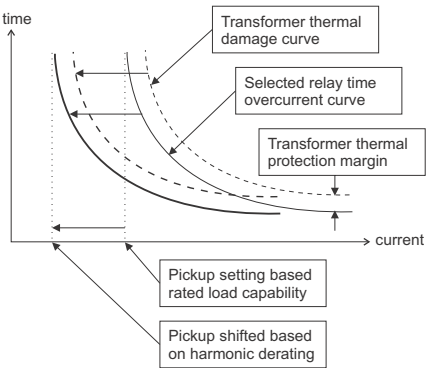 time
Transformer thermal
damage curve
Selected relay time
overcurrent curve
Transformer thermal
protection margin
current
Pickup setting based
rated load capability
Pickup shifted based
on harmonic derating